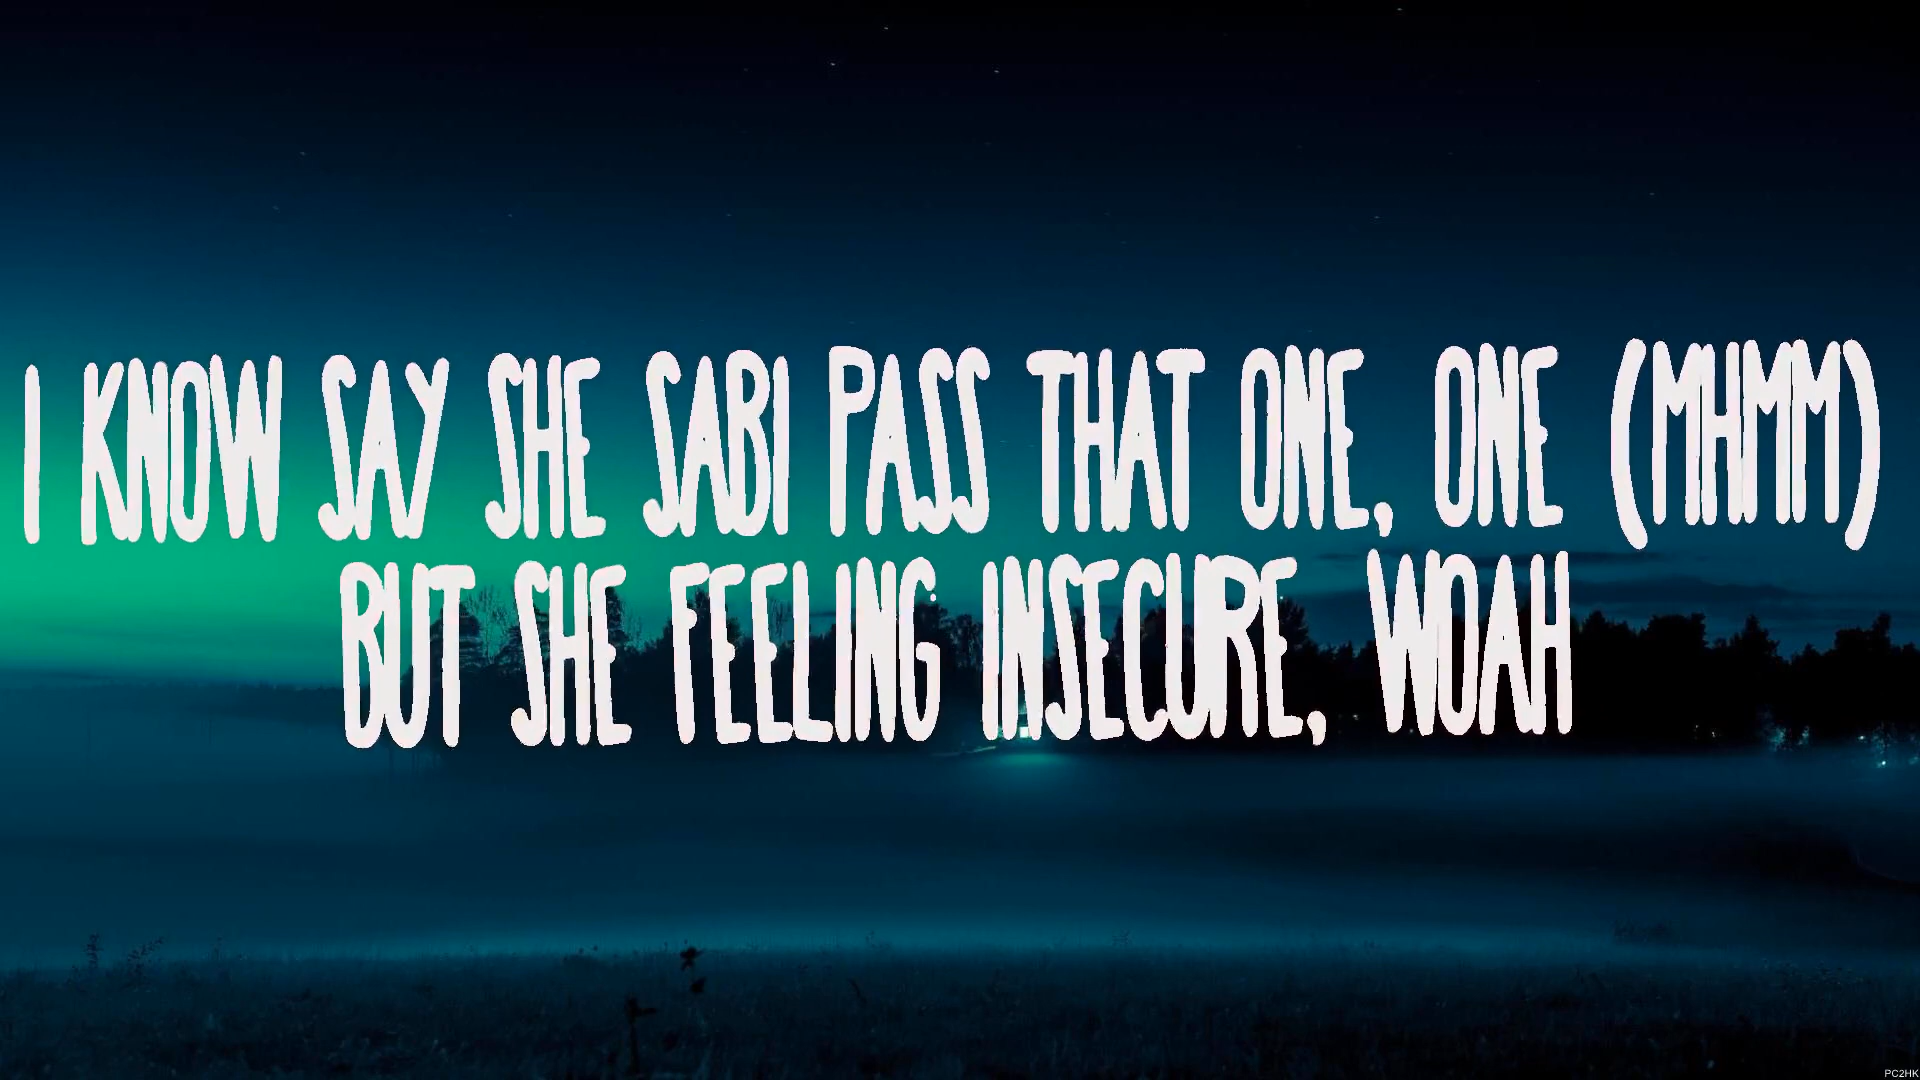 I KNOW SAY SHE SABI PASS THAT ONE, ONE (MHMM)
BUT SHE FEELING INSECURE, WOAH
PC2HK